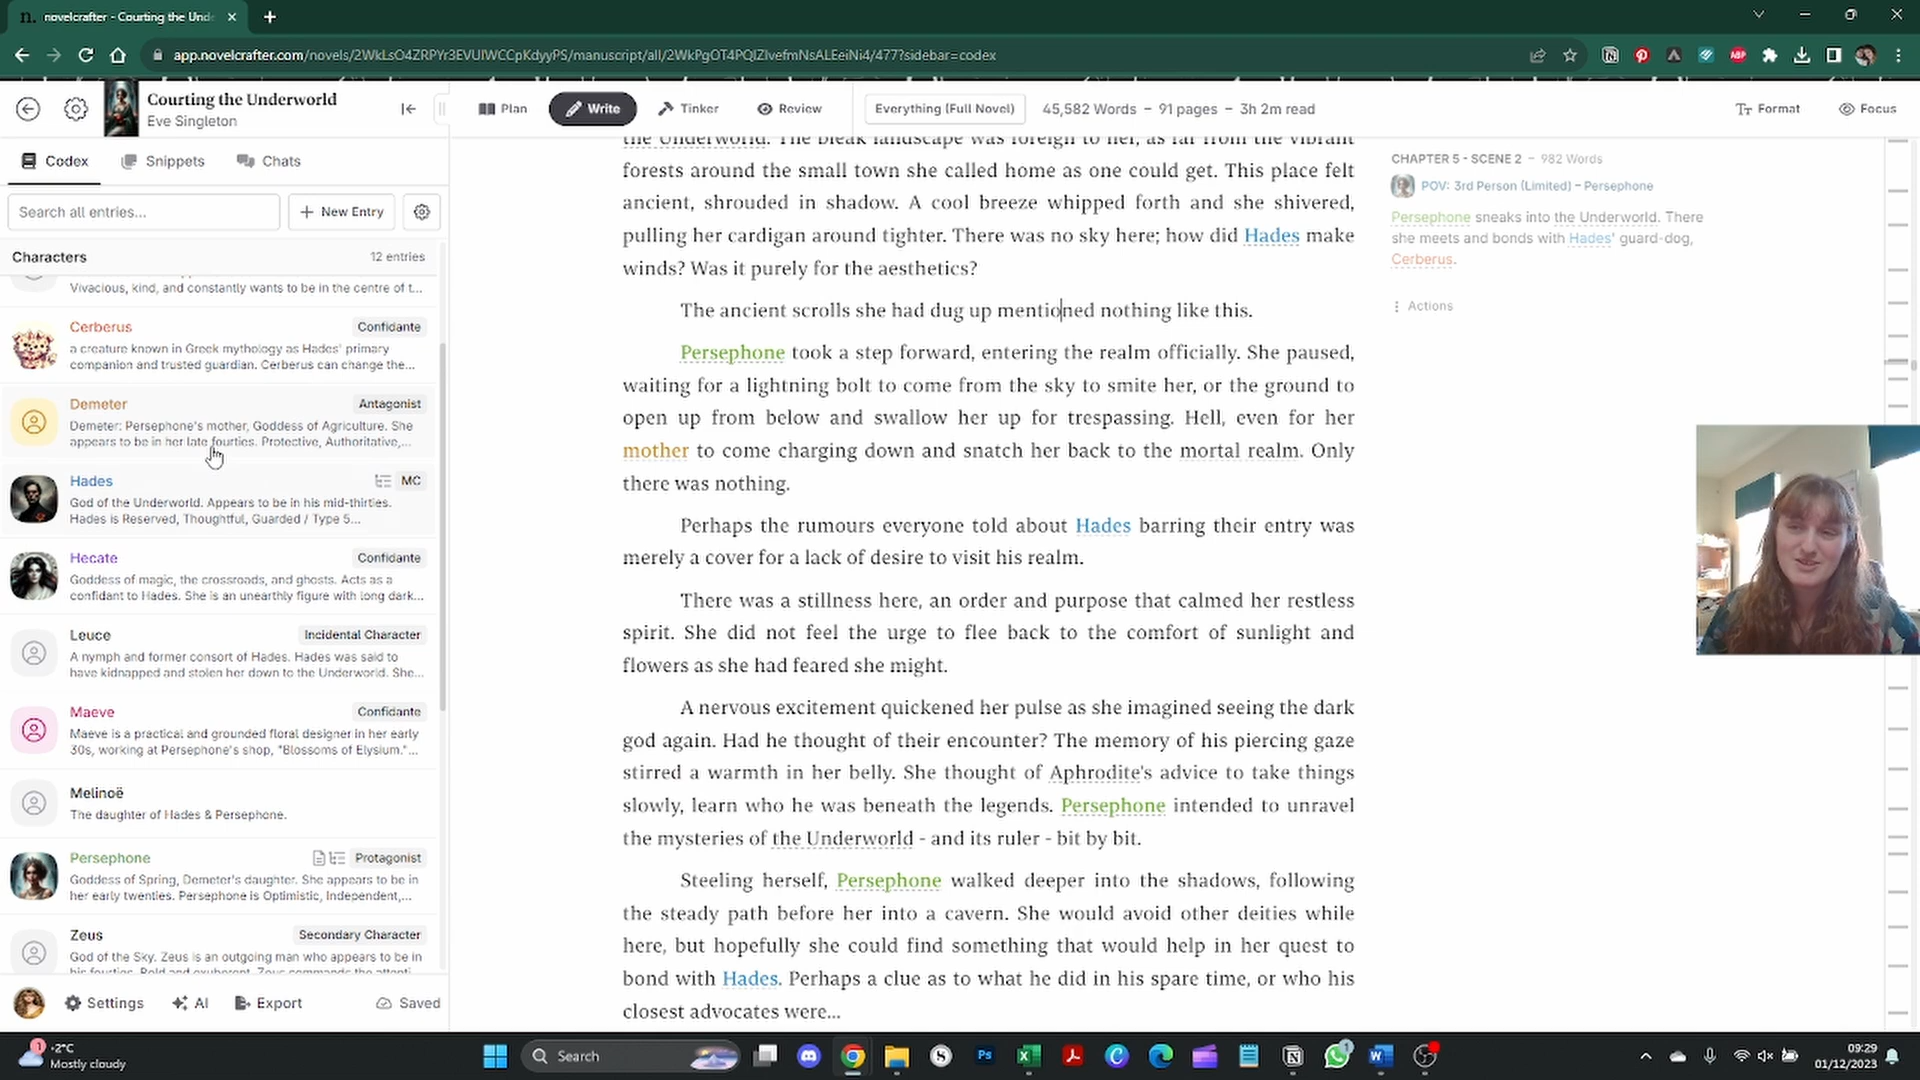 novelcrafter - Courting the Und
app.novelcrafter.com/novels/2WkLsO4ZRPYr3EVUIWCCpKdyyPS/manuscript/all/2WkPgOT4PQIZIvefmNsALEeiNi4/477?sidebar=codex
Courting the Underworld
Eve Singleton
Plan
Write
Tinker
Review
Everything (Full Novel)
45,582 Words – 91 pages – 3h 2m read
Format
Focus
Codex
Snippets
Chats
Search all entries...
New Entry
Characters
12 entries
Vivacious, kind, and constantly wants to be in the centre of t...
Cerberus
Confidante
a creature known in Greek mythology as Hades' primary
companion and trusted guardian. Cerberus can change the...
Demeter
Antagonist
Demeter: Persephone's mother, Goddess of Agriculture. She
appears to be in her late fourties. Protective, Authoritative,...
Hades
MC
God of the Underworld. Appears to be in his mid-thirties.
Hades is Reserved, Thoughtful, Guarded / Type 5...
Hecate
Confidante
Goddess of magic, the crossroads, and ghosts. Acts as a
confidant to Hades. She is an unearthly figure with long dark...
Leuce
Incidental Character
A nymph and former consort of Hades. Hades was said to
have kidnapped and stolen her down to the Underworld. She...
Maeve
Confidante
Maeve is a practical and grounded floral designer in her early
30s, working at Persephone's shop, "Blossoms of Elysium."...
Melinoë
The daughter of Hades & Persephone.
Persephone
Protagonist
Goddess of Spring, Demeter's daughter. She appears to be in
her early twenties. Persephone is Optimistic, Independent,...
Zeus
Secondary Character
God of the Sky. Zeus is an outgoing man who appears to be in
his fourties. Bold and exuberant, Zeus commands the attenti
Settings
AI
Export
Saved
the Underworld. The bleak landscape was foreign to her, as far from the vibrant
forests around the small town she called home as one could get. This place felt
ancient, shrouded in shadow. A cool breeze whipped forth and she shivered,
pulling her cardigan around tighter. There was no sky here; how did Hades make
winds? Was it purely for the aesthetics?
The ancient scrolls she had dug up mentioned nothing like this.
Persephone took a step forward, entering the realm officially. She paused,
waiting for a lightning bolt to come from the sky to smite her, or the ground to
open up from below and swallow her up for trespassing. Hell, even for her
mother to come charging down and snatch her back to the mortal realm. Only
there was nothing.
Perhaps the rumours everyone told about Hades barring their entry was
merely a cover for a lack of desire to visit his realm.
There was a stillness here, an order and purpose that calmed her restless
spirit. She did not feel the urge to flee back to the comfort of sunlight and
flowers as she had feared she might.
A nervous excitement quickened her pulse as she imagined seeing the dark
god again. Had he thought of their encounter? The memory of his piercing gaze
stirred a warmth in her belly. She thought of Aphrodite's advice to take things
slowly, learn who he was beneath the legends. Persephone intended to unravel
the mysteries of the Underworld - and its ruler - bit by bit.
Steeling herself, Persephone walked deeper into the shadows, following
the steady path before her into a cavern. She would avoid other deities while
here, but hopefully she could find something that would help in her quest to
bond with Hades. Perhaps a clue as to what he did in his spare time, or who his
closest advocates were...
CHAPTER 5 - SCENE 2 – 982 Words
POV: 3rd Person (Limited) – Persephone
Persephone sneaks into the Underworld. There
she meets and bonds with Hades' guard-dog,
Cerberus.
Actions
1
-2°C
Mostly cloudy
Search
1
09:29
01/12/2023